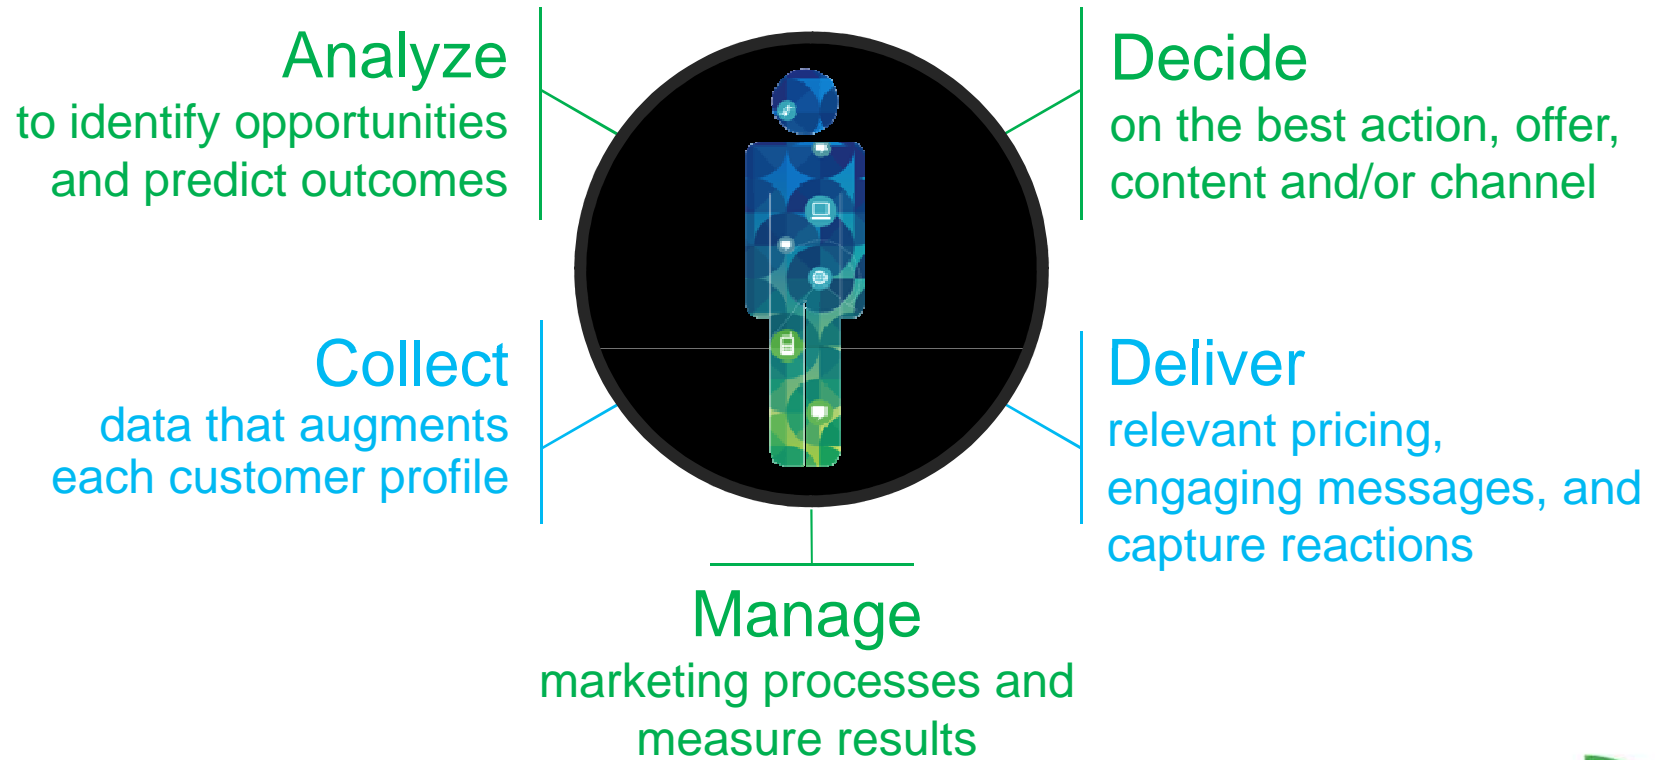 Analyze
to identify opportunities
and predict outcomes
Decide
on the best action, offer,
content and/or channel
Collect
data that augments
each customer profile
Deliver
relevant pricing,
engaging messages, and
capture reactions
Manage
marketing processes and
measure results